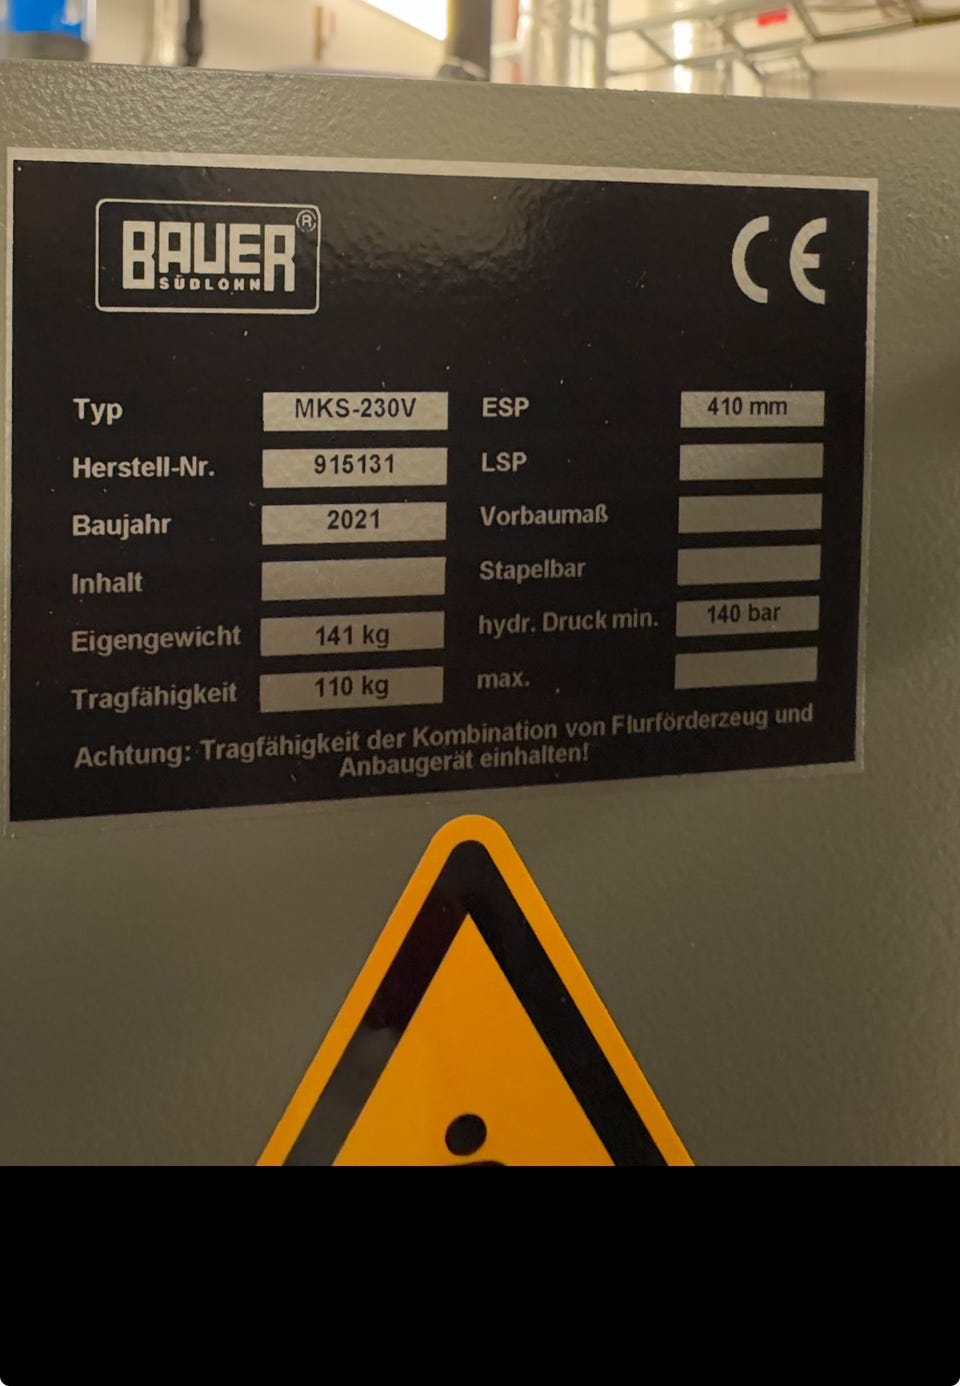 BAUER®
SÜDLOHN
CE
Typ MKS-230V ESP 410 mm
Herstell-Nr. 915131 LSP
Baujahr 2021 Vorbaumaß
Inhalt Stapelbar
Eigengewicht 141 kg hydr. Druck min. 140 bar
Tragfähigkeit 110 kg max.
Achtung: Tragfähigkeit der Kombination von Flurförderzeug und
Anbaugerät einhalten!